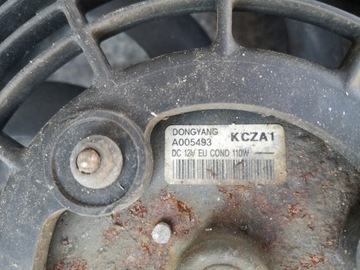 DONGYANG
A005493 KCZA1
DC 12V EU COND 110W